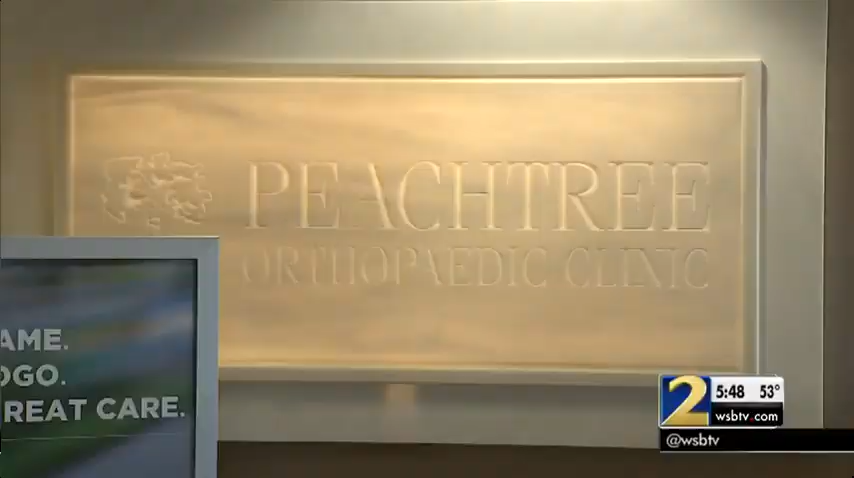 PEACHTREE
ORTHOPAEDIC CLINIC
AME.
OGO.
REAT CARE.
2
5:48 53°
wsbtv.com
@wsbtv